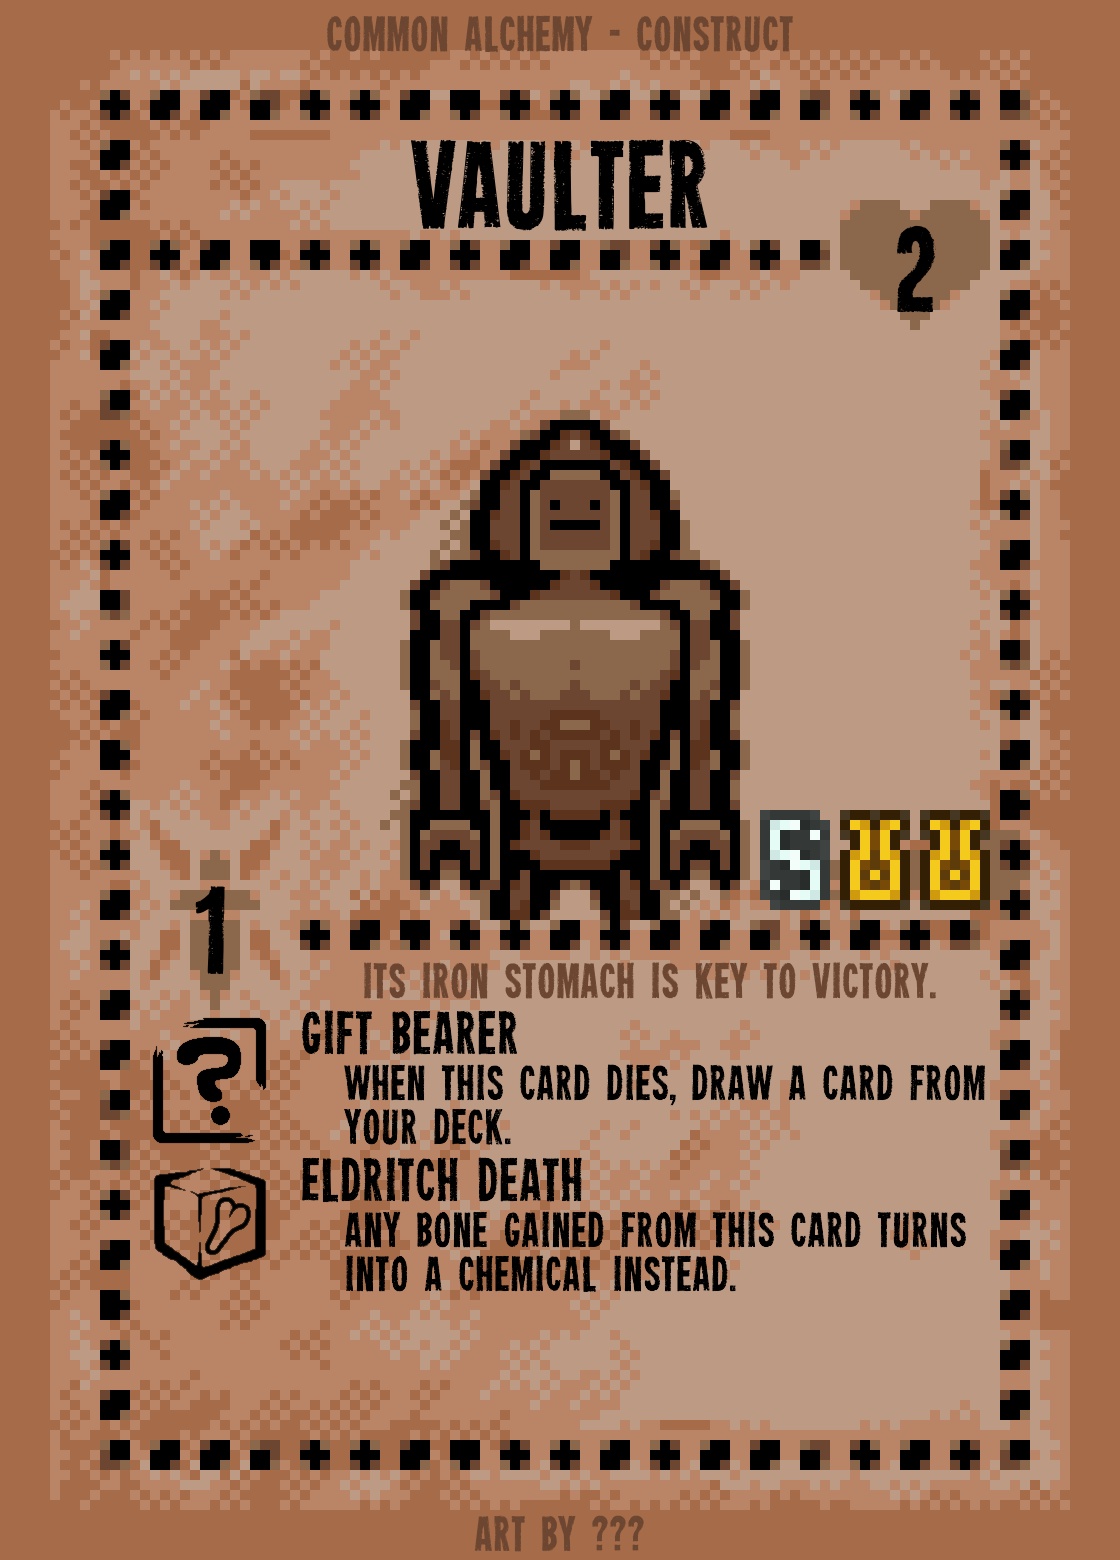 COMMON ALCHEMY - CONSTRUCT
VAULTER
2
S
1
ITS IRON STOMACH IS KEY TO VICTORY.
?
GIFT BEARER
WHEN THIS CARD DIES, DRAW A CARD FROM
YOUR DECK.
ELDRITCH DEATH
ANY BONE GAINED FROM THIS CARD TURNS
INTO A CHEMICAL INSTEAD.
ART BY ???